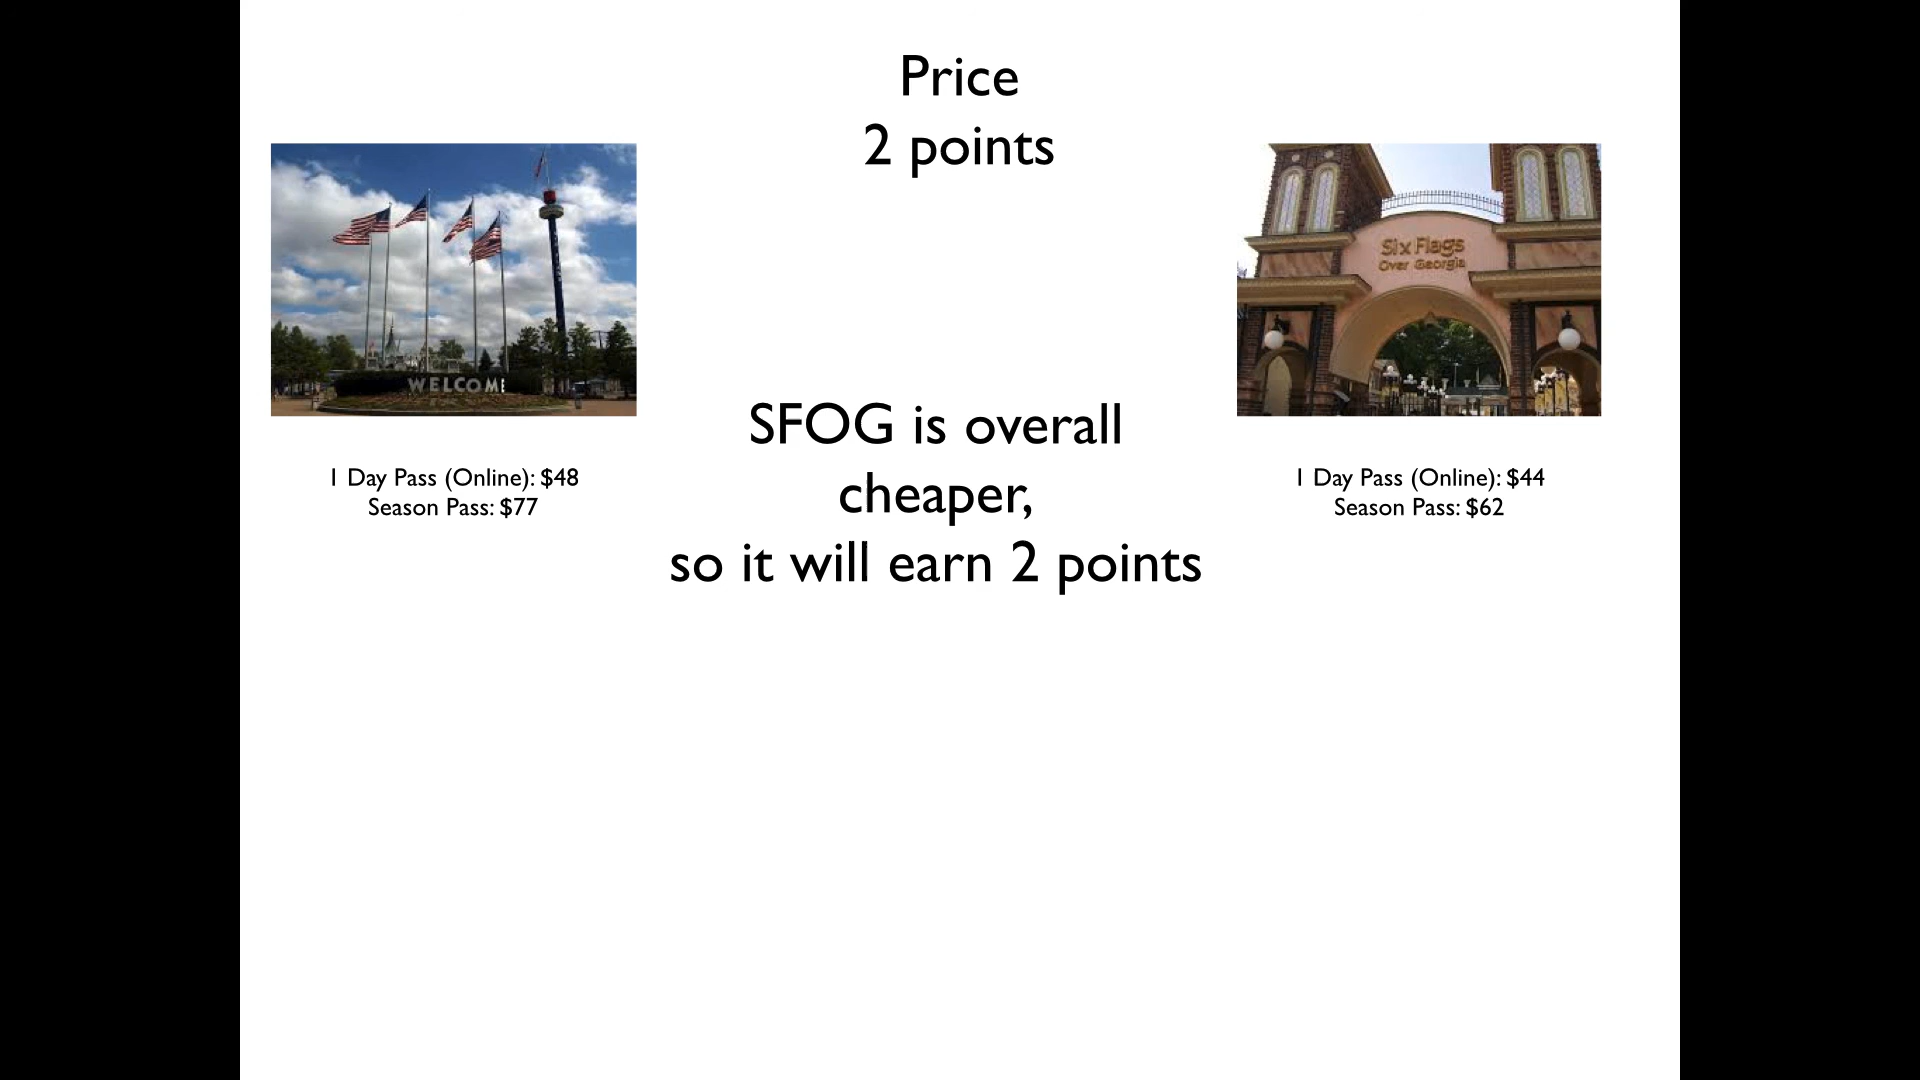 Price
2 points
WELCOME
Six Flags
Over Georgia
SFOG is overall
cheaper,
so it will earn 2 points
1 Day Pass (Online): $48
Season Pass: $77
1 Day Pass (Online): $44
Season Pass: $62